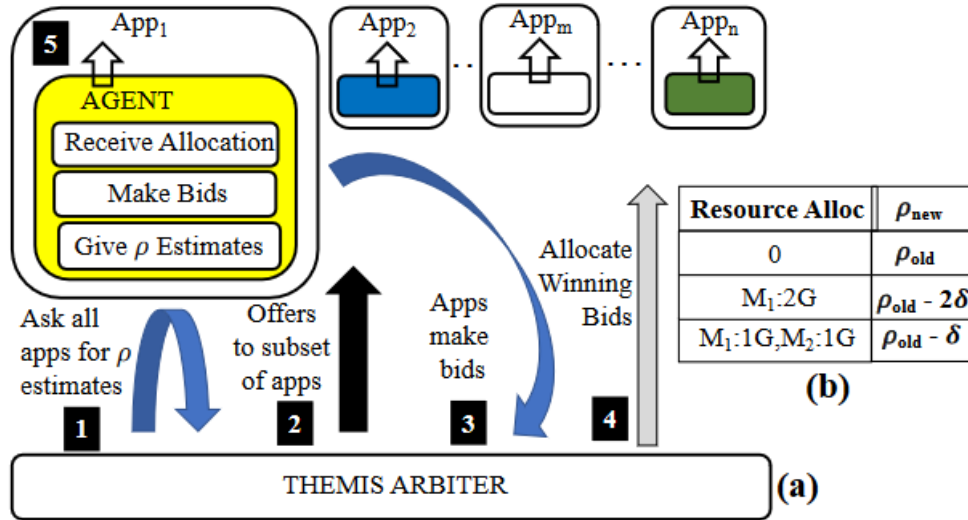 5
App1
App2
..
Appm
...
Appn
AGENT
Receive Allocation
Make Bids
Give ρ Estimates
Ask all
apps for ρ
estimates
1
Offers
to subset
of apps
2
Apps
make
bids
3
Allocate
Winning
Bids
4
Resource Alloc ρnew
0 ρold
M1:2G ρold - 2δ
M1:1G,M2:1G ρold - δ
(b)
THEMIS ARBITER
(a)